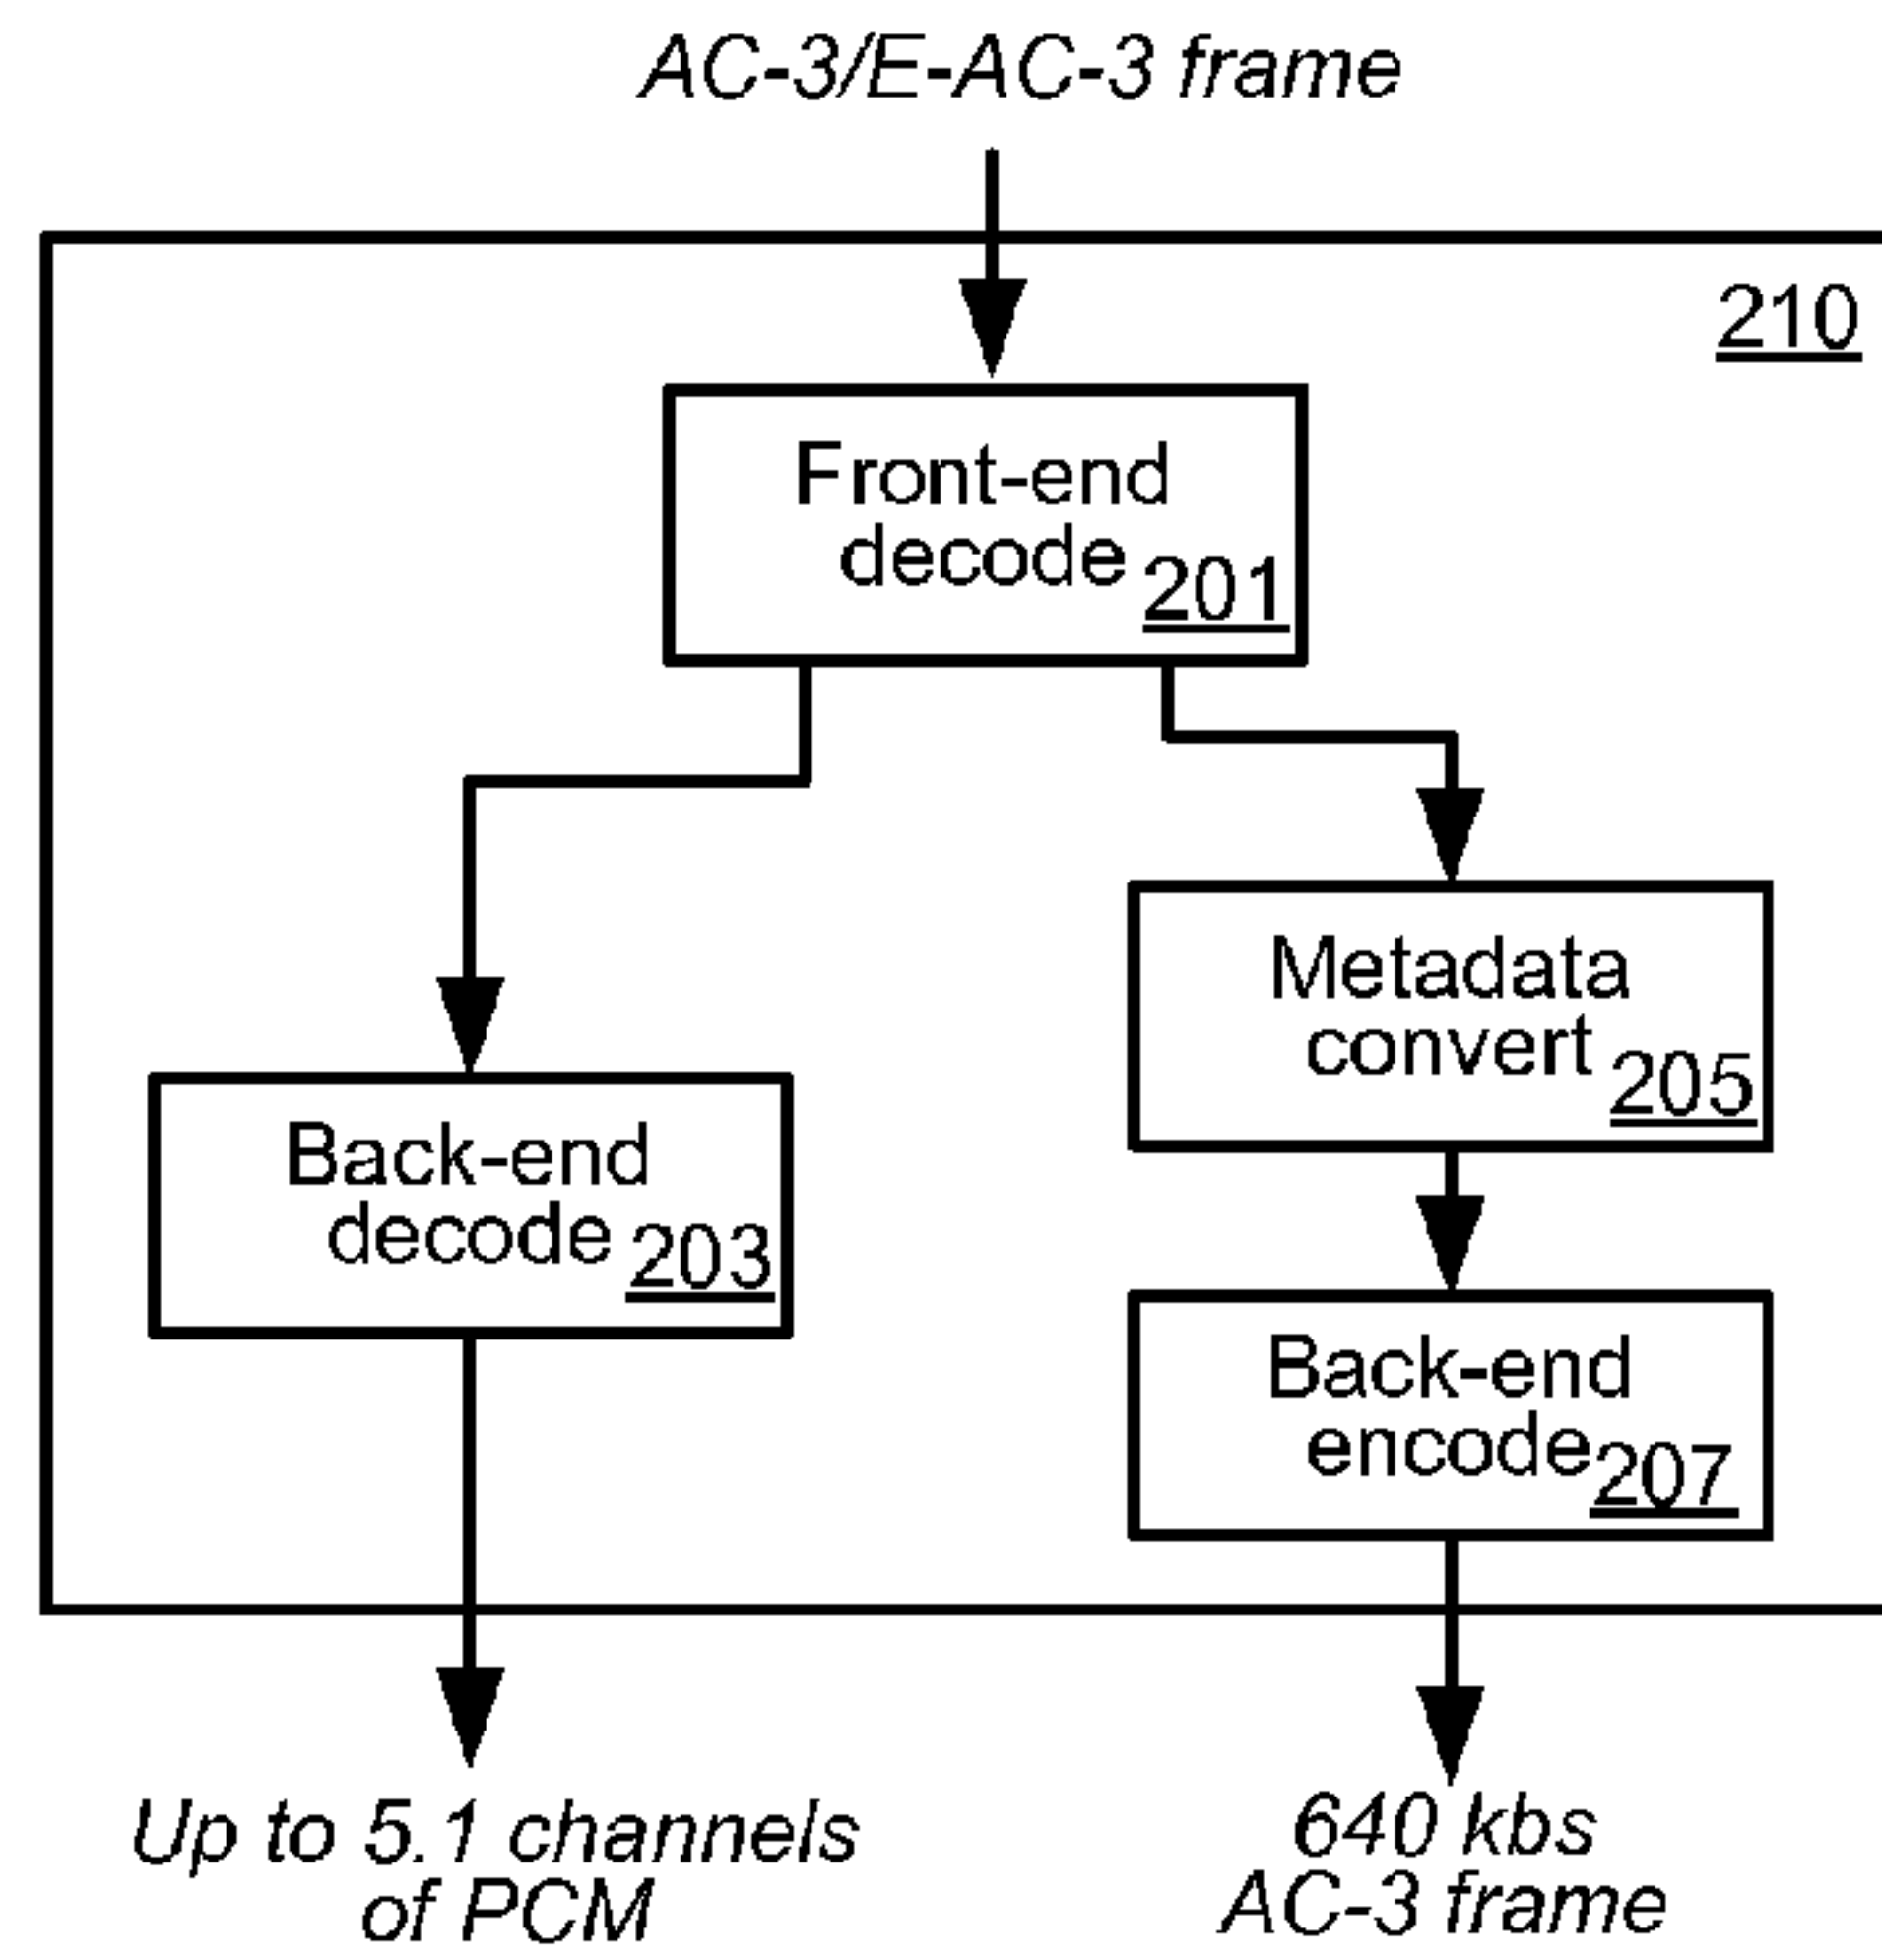 AC-3/E-AC-3 frame
210
Front-end
decode 201
Metadata
convert 205
Back-end
decode 203
Back-end
encode 207
Up to 5.1 channels
of PCM
640 kbs
AC-3 frame